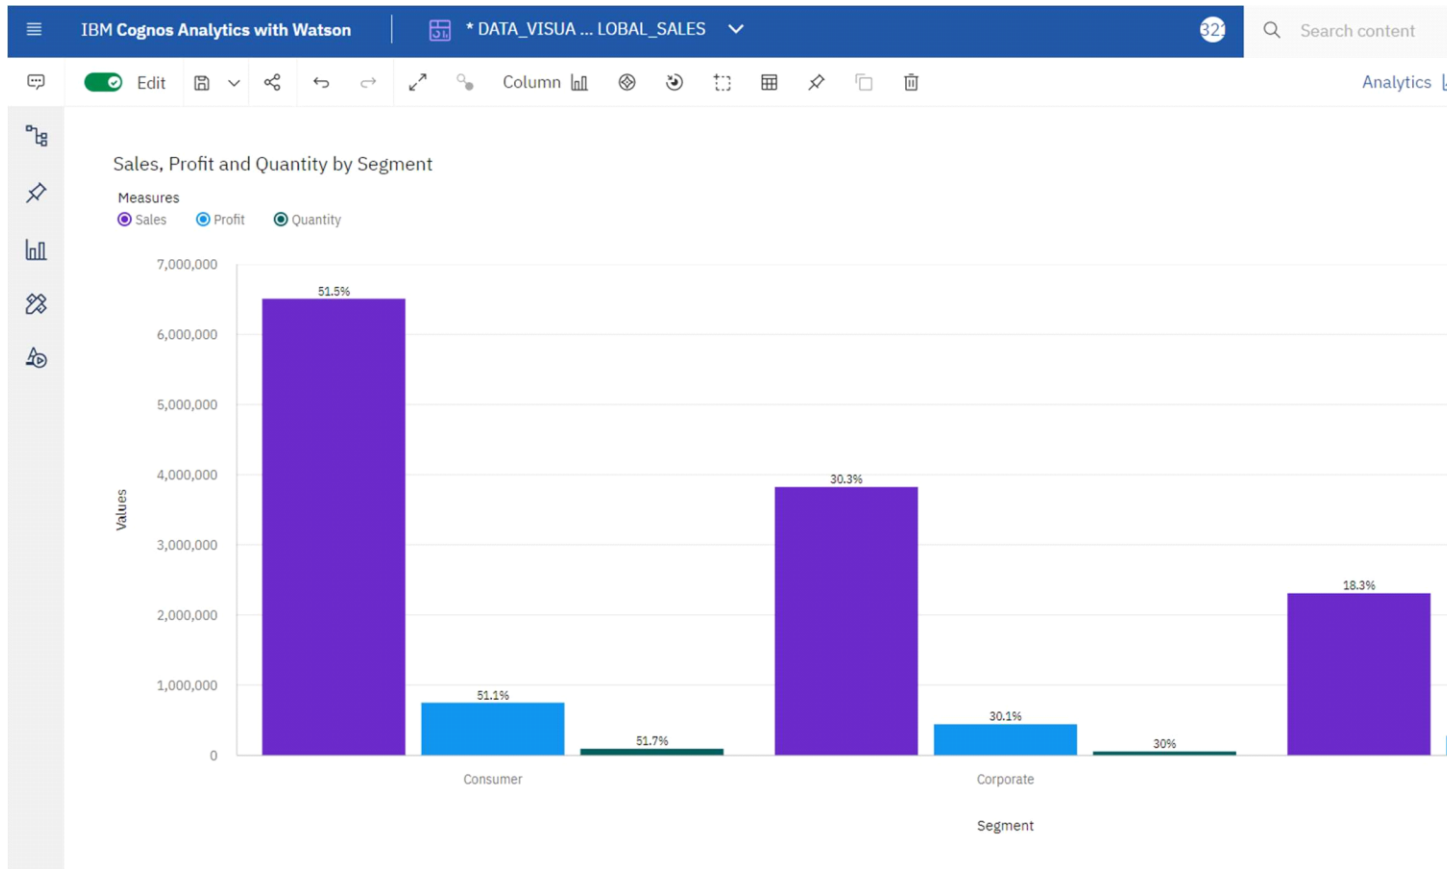 IBM Cognos Analytics with Watson
* DATA_VISUA ... LOBAL_SALES
321
Search content
Edit
Column
Analytics
Sales, Profit and Quantity by Segment
Measures
Sales Profit Quantity
7,000,000
51.5%
6,000,000
5,000,000
4,000,000
30.3%
Values
3,000,000
18.3%
2,000,000
1,000,000
51.1%
30.1%
51.7%
30%
0
Consumer
Corporate
Segment